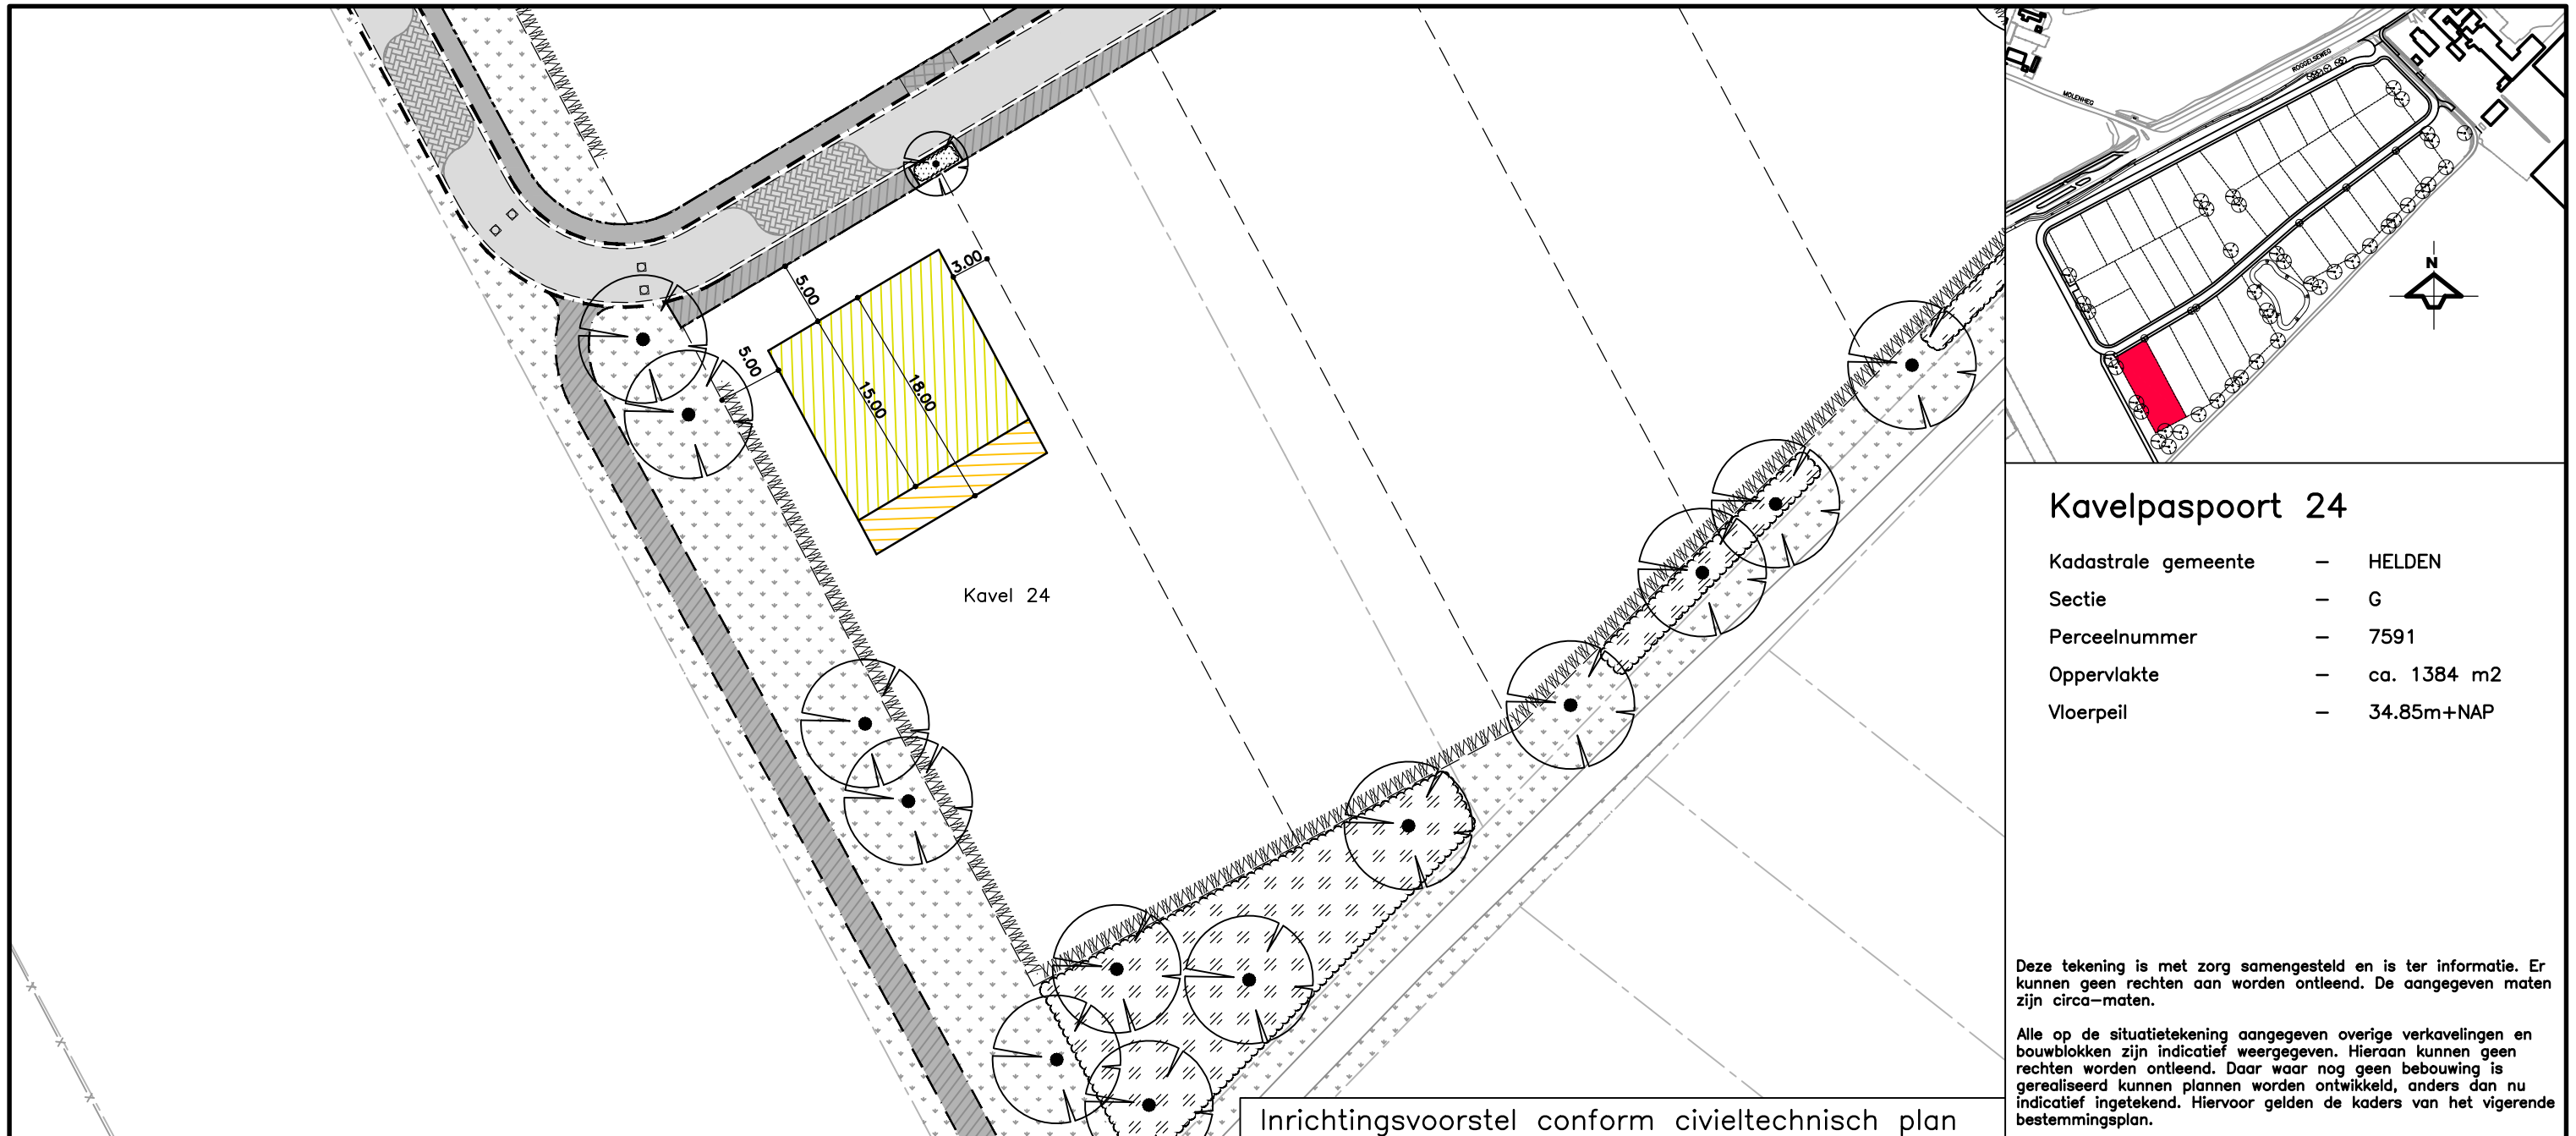 5.00
3.00
5.00
15.00
18.00
Kavel 24
Inrichtingsvoorstel conform civieltechnisch plan
ROGGELSEWEG
MOLENHEG
N
Kavelpaspoort 24
Kadastrale gemeente – HELDEN
Sectie – G
Perceelnummer – 7591
Oppervlakte – ca. 1384 m2
Vloerpeil – 34.85m+NAP
Deze tekening is met zorg samengesteld en is ter informatie. Er
kunnen geen rechten aan worden ontleend. De aangegeven maten
zijn circa–maten.
Alle op de situatietekening aangegeven overige verkavelingen en
bouwblokken zijn indicatief weergegeven. Hieraan kunnen geen
rechten worden ontleend. Daar waar nog geen bebouwing is
gerealiseerd kunnen plannen worden ontwikkeld, anders dan nu
indicatief ingetekend. Hiervoor gelden de kaders van het vigerende
bestemmingsplan.